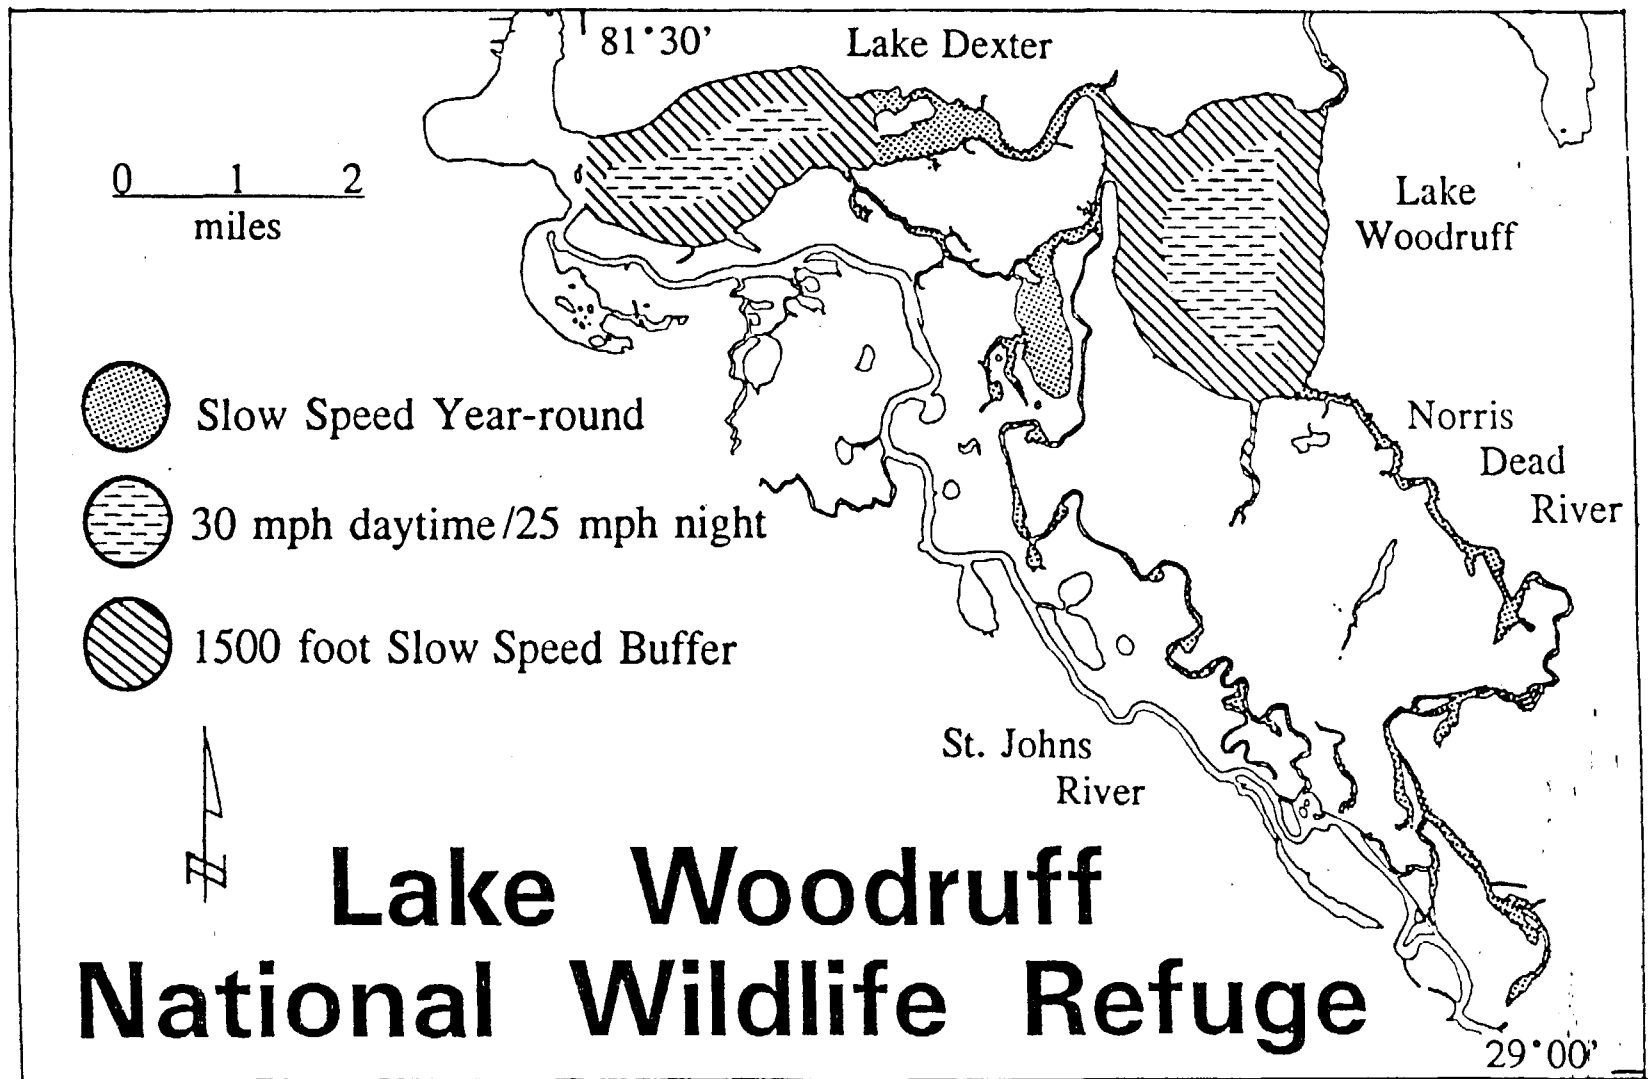 81°30'
Lake Dexter
0 1 2
miles
Lake
Woodruff
Slow Speed Year-round
30 mph daytime/25 mph night
1500 foot Slow Speed Buffer
Norris
Dead
River
St. Johns
River
N
Lake Woodruff
National Wildlife Refuge
29°00'